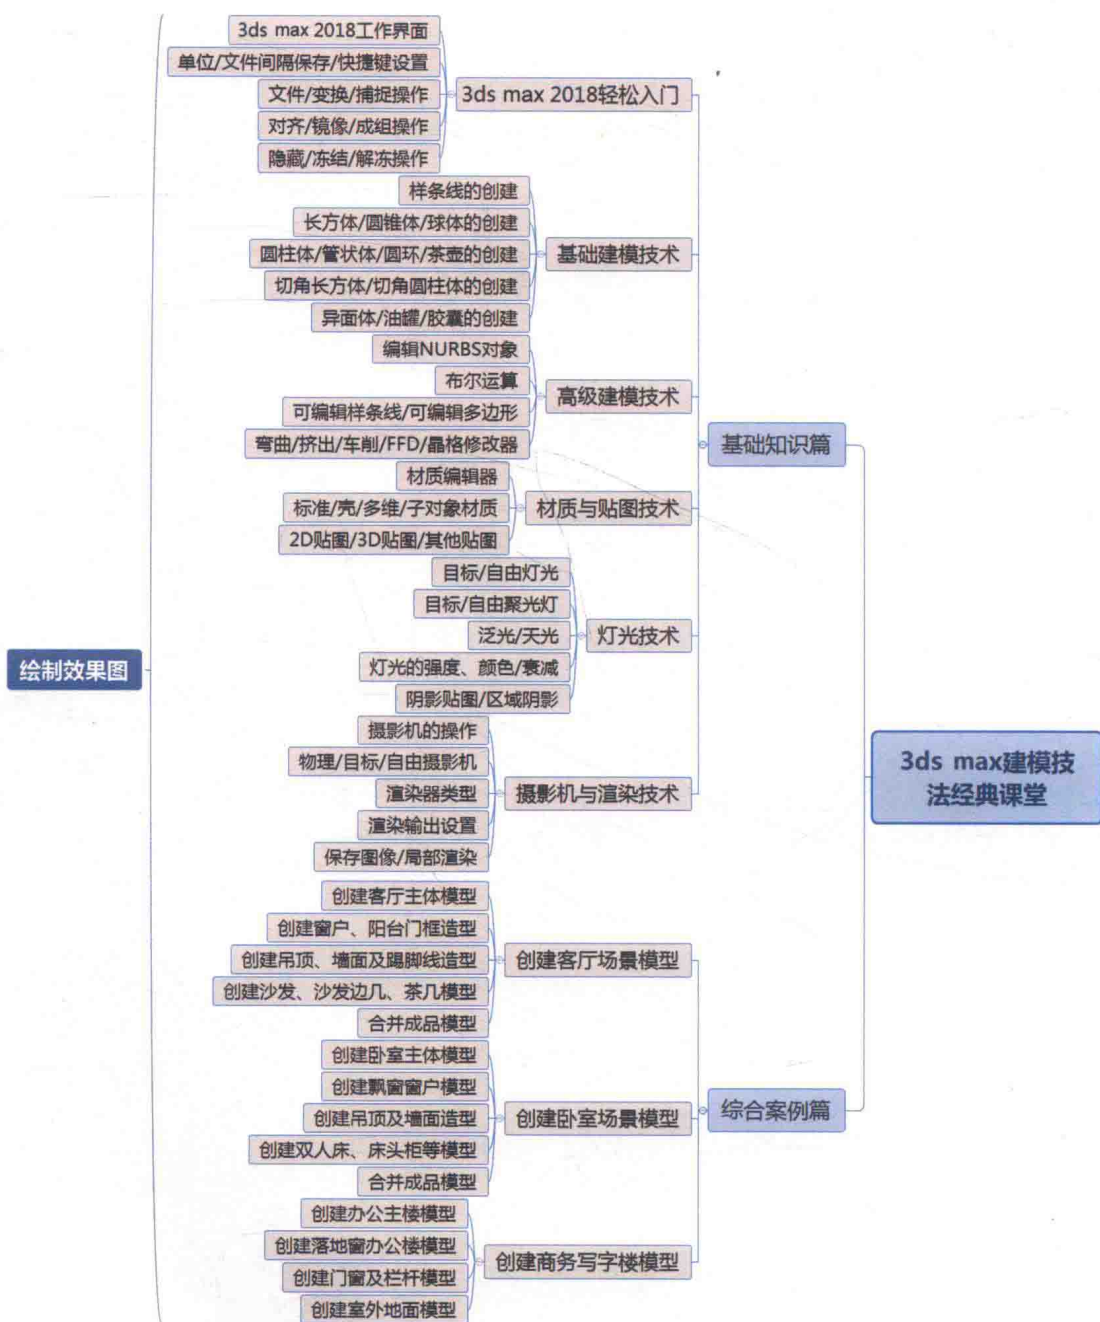 3ds max 2018工作界面
单位/文件间隔保存/快捷键设置
文件/变换/捕捉操作
对齐/镜像/成组操作
隐藏/冻结/解冻操作
3ds max 2018轻松入门
样条线的创建
长方体/圆锥体/球体的创建
圆柱体/管状体/圆环/茶壶的创建
切角长方体/切角圆柱体的创建
异面体/油罐/胶囊的创建
基础建模技术
编辑NURBS对象
布尔运算
可编辑样条线/可编辑多边形
弯曲/挤出/车削/FFD/晶格修改器
高级建模技术
材质编辑器
标准/壳/多维/子对象材质
2D贴图/3D贴图/其他贴图
材质与贴图技术
目标/自由灯光
目标/自由聚光灯
泛光/天光
灯光的强度、颜色/衰减
阴影贴图/区域阴影
灯光技术
摄影机的操作
物理/目标/自由摄影机
渲染器类型
渲染输出设置
保存图像/局部渲染
摄影机与渲染技术
基础知识篇
创建客厅主体模型
创建窗户、阳台门框造型
创建吊顶、墙面及踢脚线造型
创建沙发、沙发边几、茶几模型
合并成品模型
创建客厅场景模型
创建卧室主体模型
创建飘窗窗户模型
创建吊顶及墙面造型
创建双人床、床头柜等模型
合并成品模型
创建卧室场景模型
创建办公主楼模型
创建落地窗办公楼模型
创建门窗及栏杆模型
创建室外地面模型
创建商务写字楼模型
综合案例篇
绘制效果图
3ds max建模技
法经典课堂